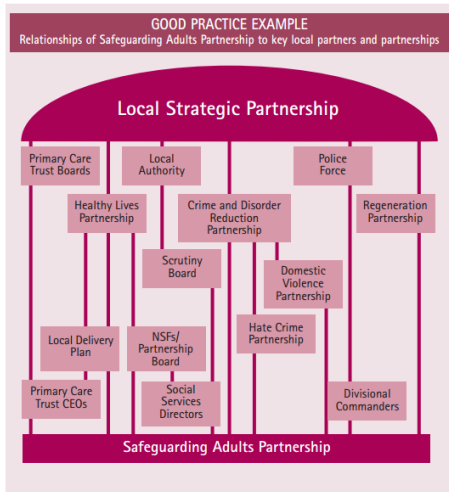 GOOD PRACTICE EXAMPLE
Relationships of Safeguarding Adults Partnership to key local partners and partnerships
Local Strategic Partnership
Primary Care
Trust Boards
Local
Authority
Police
Force
Healthy Lives
Partnership
Crime and Disorder
Reduction
Partnership
Regeneration
Partnership
Scrutiny
Board
Domestic
Violence
Partnership
Hate Crime
Partnership
Local Delivery
Plan
NSFs/
Partnership
Board
Primary Care
Trust CEOs
Social
Services
Directors
Divisional
Commanders
Safeguarding Adults Partnership